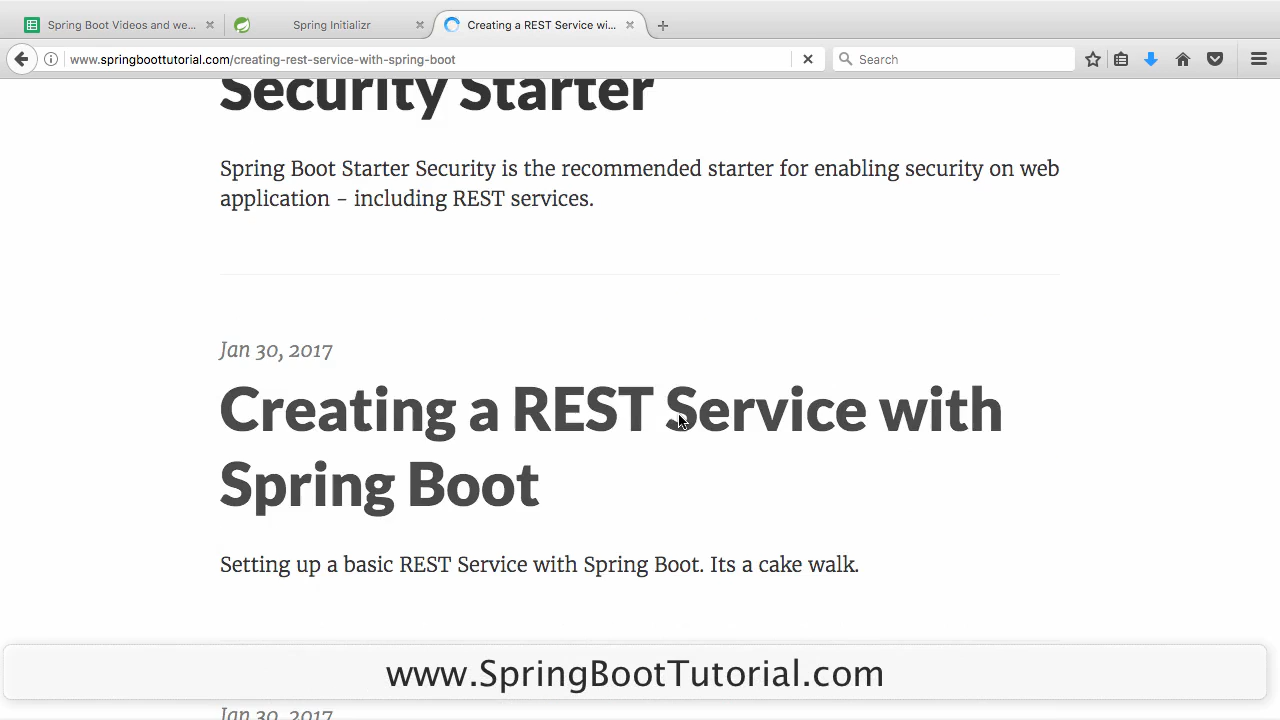 Spring Boot Videos and we...
Spring Initializr
Creating a REST Service wi...
www.springboottutorial.com/creating-rest-service-with-spring-boot
Search
Security Starter
Spring Boot Starter Security is the recommended starter for enabling security on web
application – including REST services.
Jan 30, 2017
Creating a REST Service with
Spring Boot
Setting up a basic REST Service with Spring Boot. Its a cake walk.
www.SpringBootTutorial.com
Jan 30, 2017